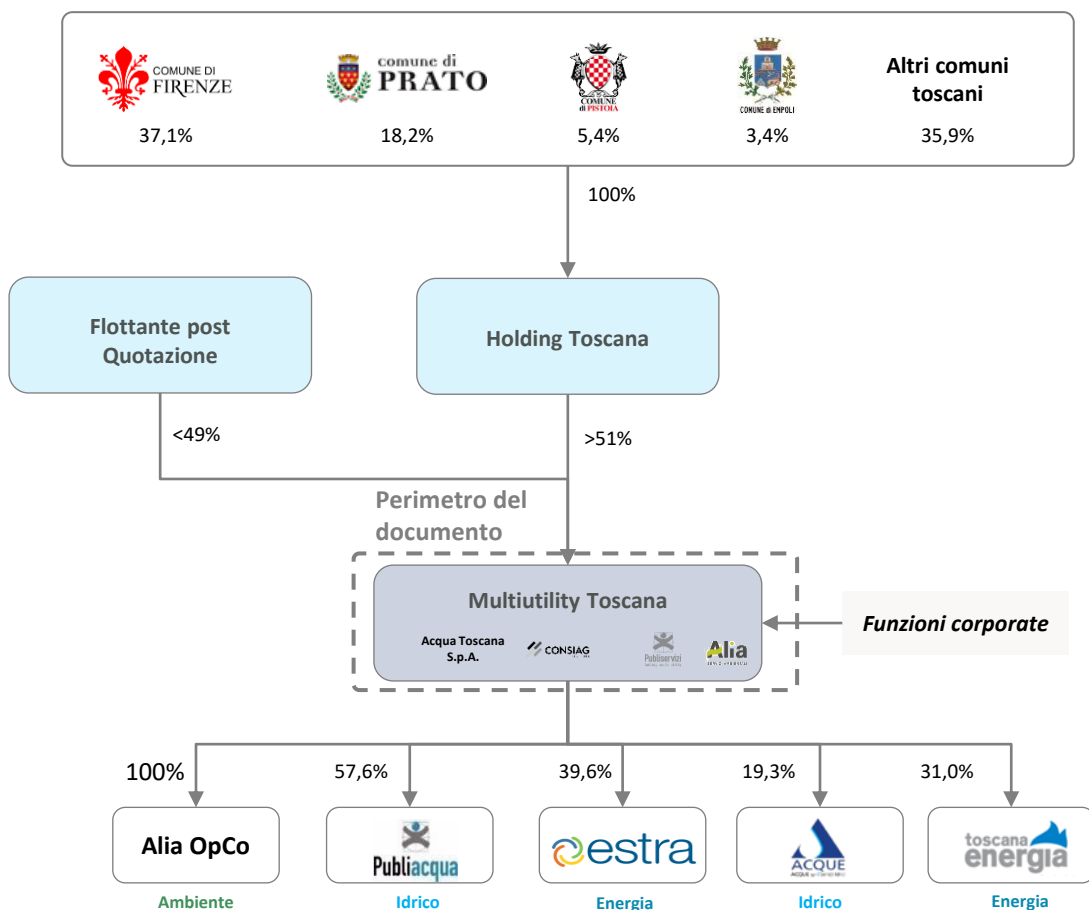 COMUNE DI
FIRENZE
comune di
PRATO
COMUNE
di PISTOIA
COMUNE di EMPOLI
Altri comuni
toscani
37,1%
18,2%
5,4%
3,4%
35,9%
100%
Flottante post
Quotazione
Holding Toscana
<49%
>51%
Perimetro del
documento
Multiutility Toscana
Acqua Toscana
S.p.A.
CONSIAG
Publiservizi
Alia
Funzioni corporate
100%
57,6%
39,6%
19,3%
31,0%
Alia OpCo
Publiacqua
estra
ACQUE
toscana
energia
Ambiente
Idrico
Energia
Idrico
Energia